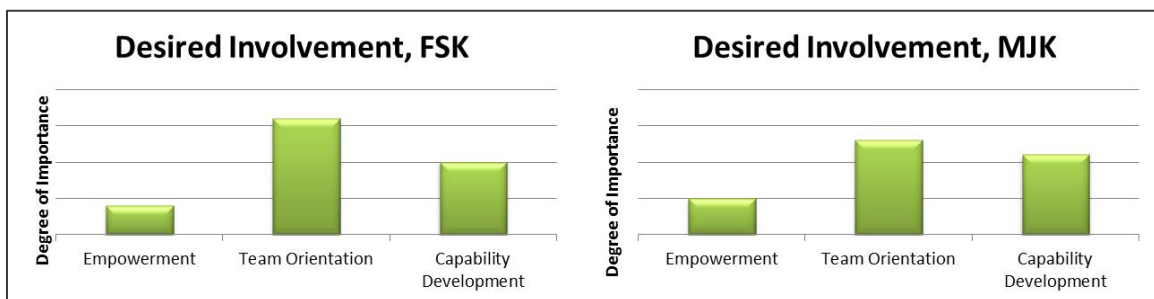 Desired Involvement, FSK
Degree of Importance
Empowerment
Team Orientation
Capability
Development
Desired Involvement, MJK
Degree of Importance
Empowerment
Team Orientation
Capability
Development